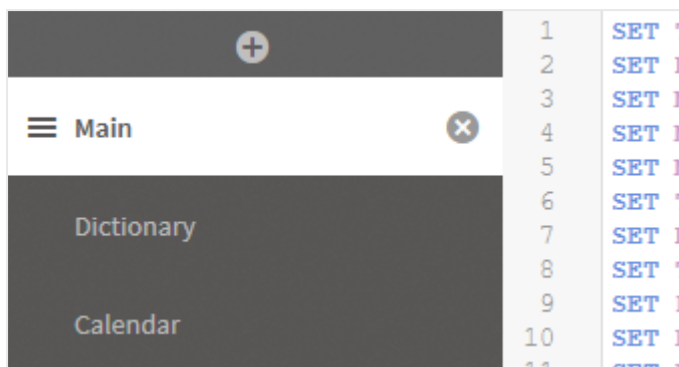 Main
Dictionary
Calendar
1 SET
2 SET
3 SET
4 SET
5 SET
6 SET
7 SET
8 SET
9 SET
10 SET